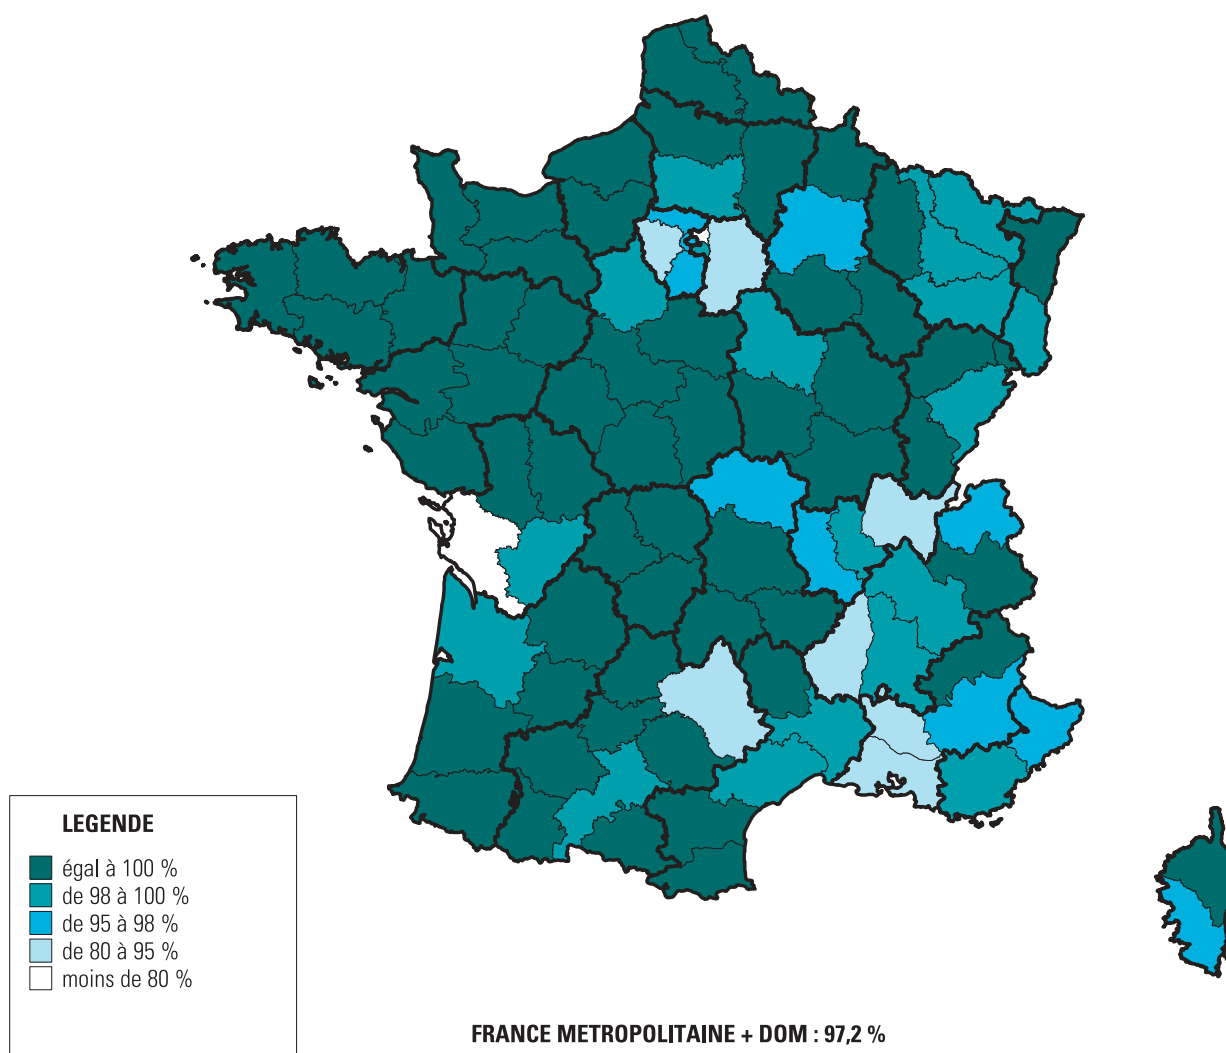 LEGENDE
égal à 100 %
de 98 à 100 %
de 95 à 98 %
de 80 à 95 %
moins de 80 %
FRANCE METROPOLITAINE + DOM : 97,2 %